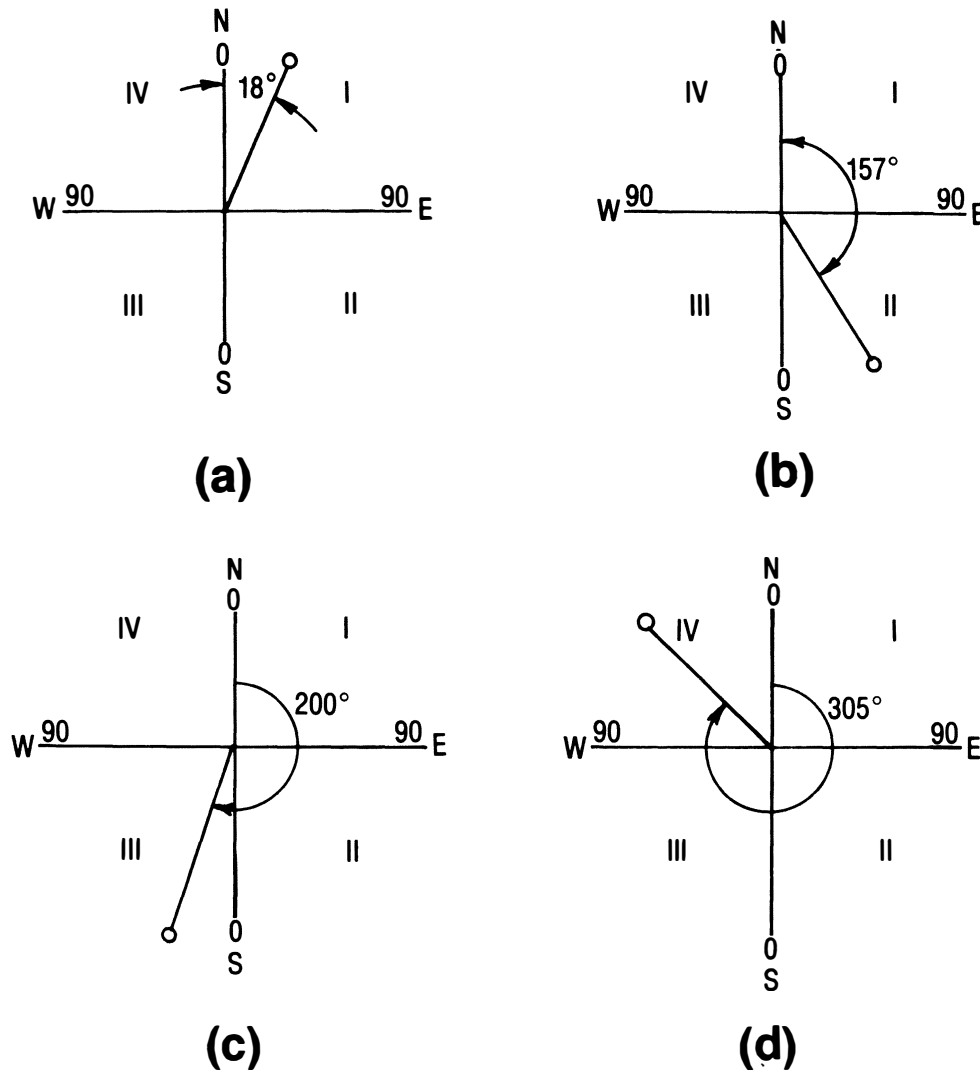 N
0
IV 18° I
W 90 90 E
III II
0
S
(a)
N
0
IV I
157°
W 90 90 E
III II
0
S
(b)
N
0
IV I
200°
W 90 90 E
III II
0
S
(c)
N
0
IV I
305°
W 90 90 E
III II
0
S
(d)